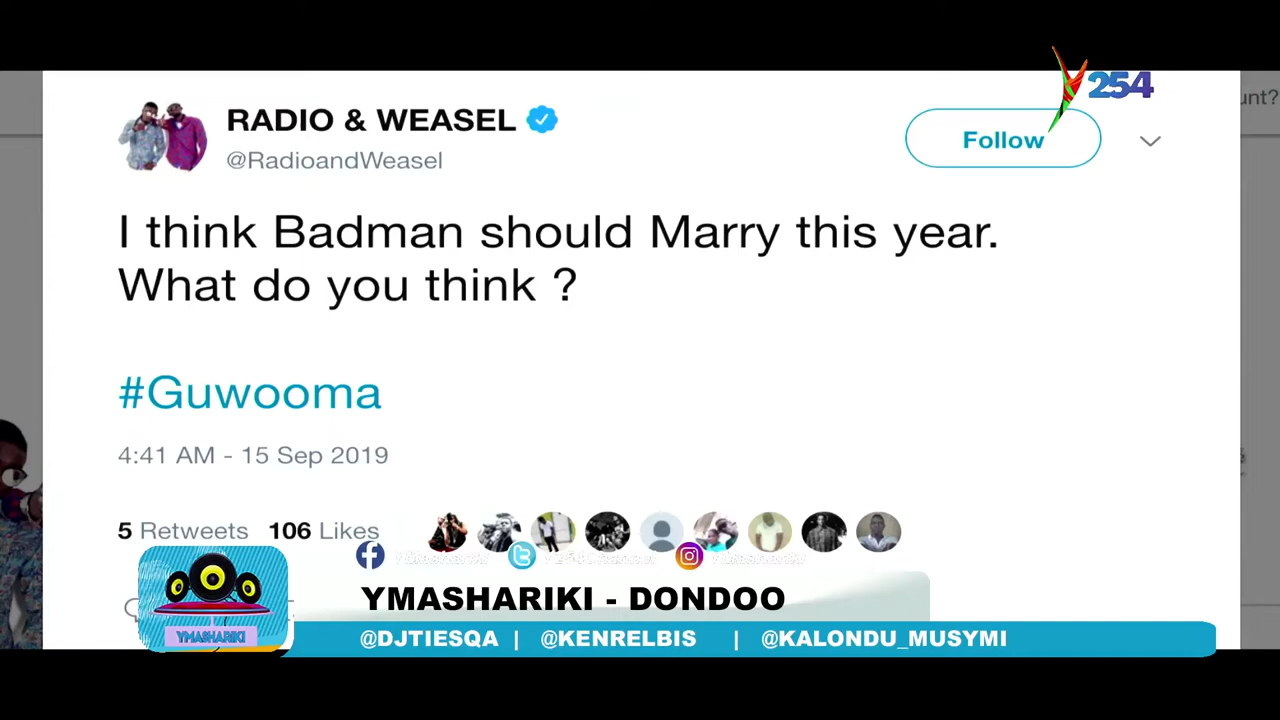 254
unt?
RADIO & WEASEL
@RadioandWeasel
Follow
I think Badman should Marry this year.
What do you think ?
#Guwooma
4:41 AM - 15 Sep 2019
5 Retweets 106 Likes
YMASHARIKI - DONDOO
YMASHARIKI
@DJTIESQA | @KENRELBIS | @KALONDU_MUSYMI